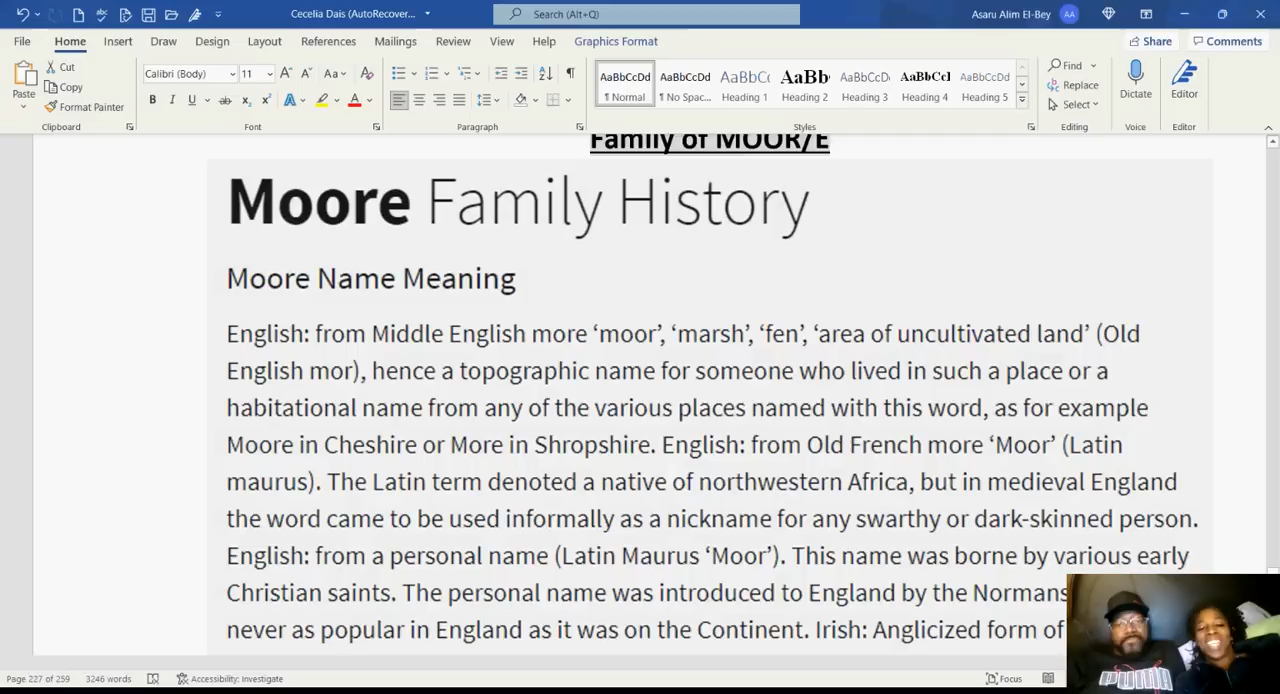 Cecelia Dais (AutoRecover...
Search (Alt+Q)
Asaru Alim El-Bey
AA
File Home Insert Draw Design Layout References Mailings Review View Help Graphics Format
Share Comments
Paste
Cut
Copy
Format Painter
Clipboard
Calibri (Body) 11
Font
Paragraph
AaBbCcDd AaBbCcDd AaBbC AaBb AaBbCcDd AaBbCcI AaBbCcDd
¶ Normal ¶ No Spac... Heading 1 Heading 2 Heading 3 Heading 4 Heading 5
Styles
Find
Replace
Select
Editing
Dictate
Voice
Editor
Editor
Family of MOOR/E
Moore Family History
Moore Name Meaning
English: from Middle English more ‘moor’, ‘marsh’, ‘fen’, ‘area of uncultivated land’ (Old
English mor), hence a topographic name for someone who lived in such a place or a
habitational name from any of the various places named with this word, as for example
Moore in Cheshire or More in Shropshire. English: from Old French more ‘Moor’ (Latin
maurus). The Latin term denoted a native of northwestern Africa, but in medieval England
the word came to be used informally as a nickname for any swarthy or dark-skinned person.
English: from a personal name (Latin Maurus ‘Moor’). This name was borne by various early
Christian saints. The personal name was introduced to England by the Normans
never as popular in England as it was on the Continent. Irish: Anglicized form of
PUMA
Page 227 of 259 3246 words Accessibility: Investigate
Focus